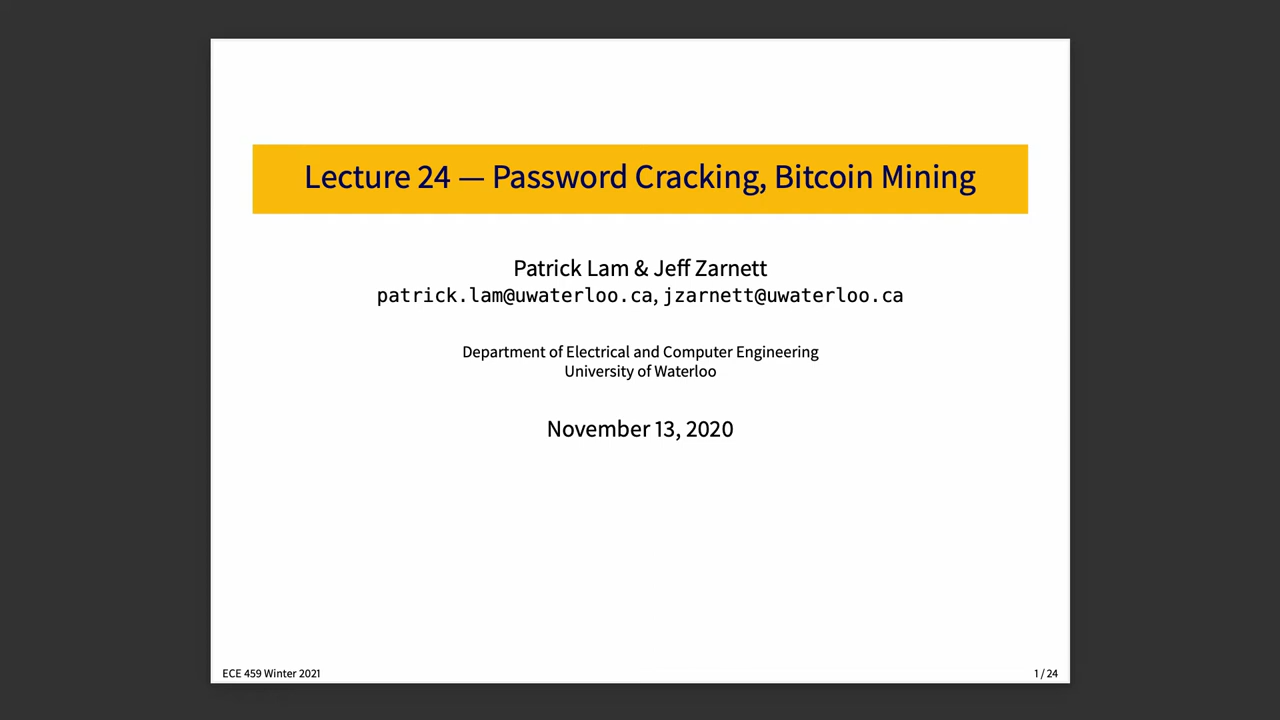 Lecture 24 — Password Cracking, Bitcoin Mining
Patrick Lam & Jeff Zarnett
patrick.lam@uwaterloo.ca, jzarnett@uwaterloo.ca
Department of Electrical and Computer Engineering
University of Waterloo
November 13, 2020
ECE 459 Winter 2021
1 / 24